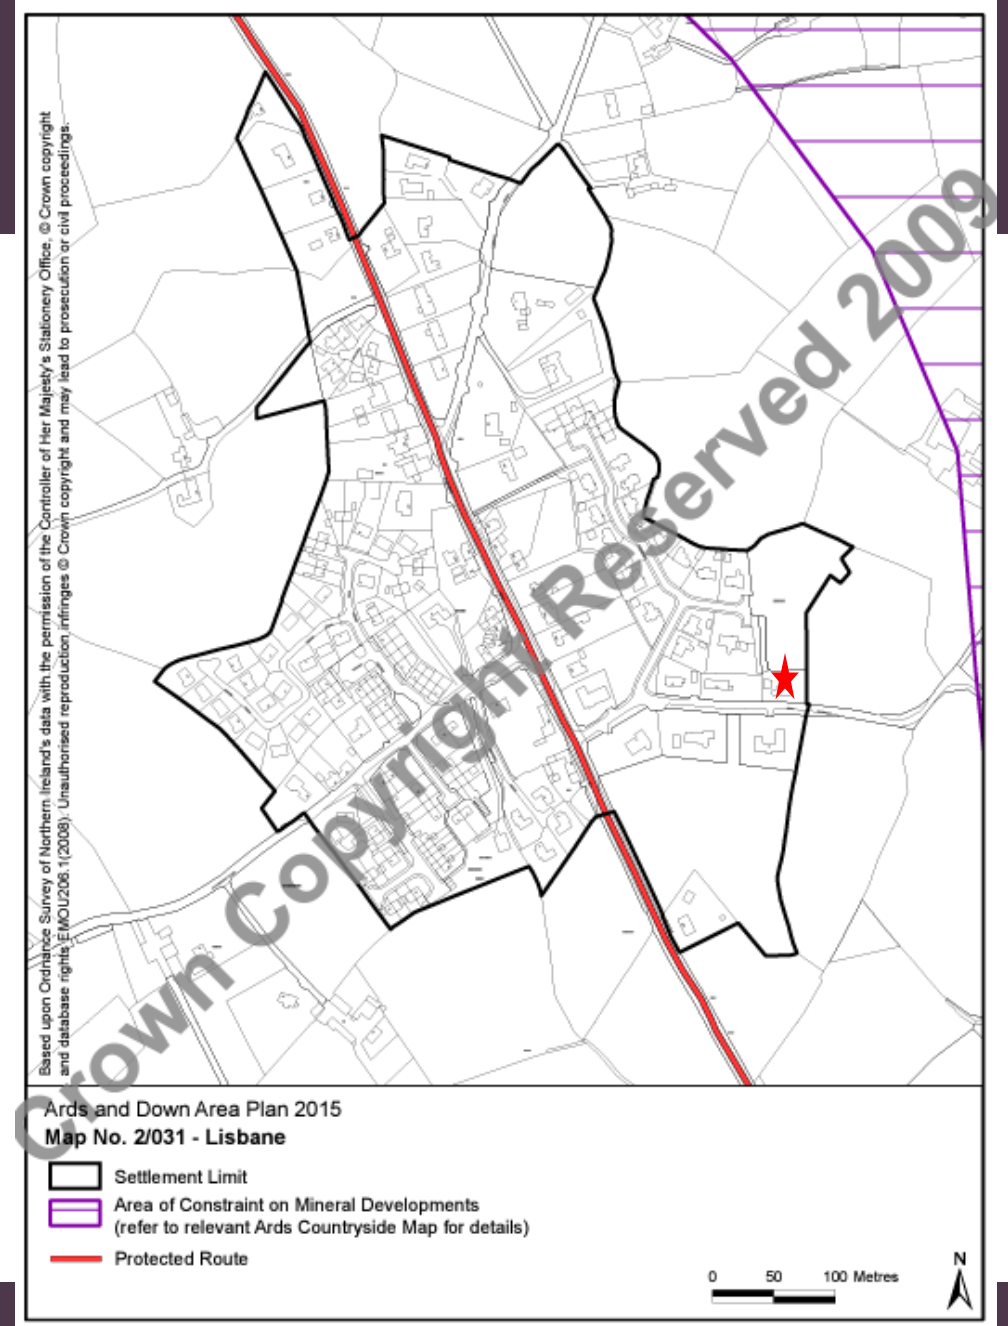 Based upon Ordnance Survey of Northern Ireland's data with the permission of the Controller of Her Majesty's Stationery Office, © Crown copyright
and database rights EMOU206.1(2008). Unauthorised reproduction infringes © Crown copyright and may lead to prosecution or civil proceedings.
Crown Copyright Reserved 2009
Ards and Down Area Plan 2015
Map No. 2/031 - Lisbane
Settlement Limit
Area of Constraint on Mineral Developments
(refer to relevant Ards Countryside Map for details)
Protected Route
0 50 100 Metres
N